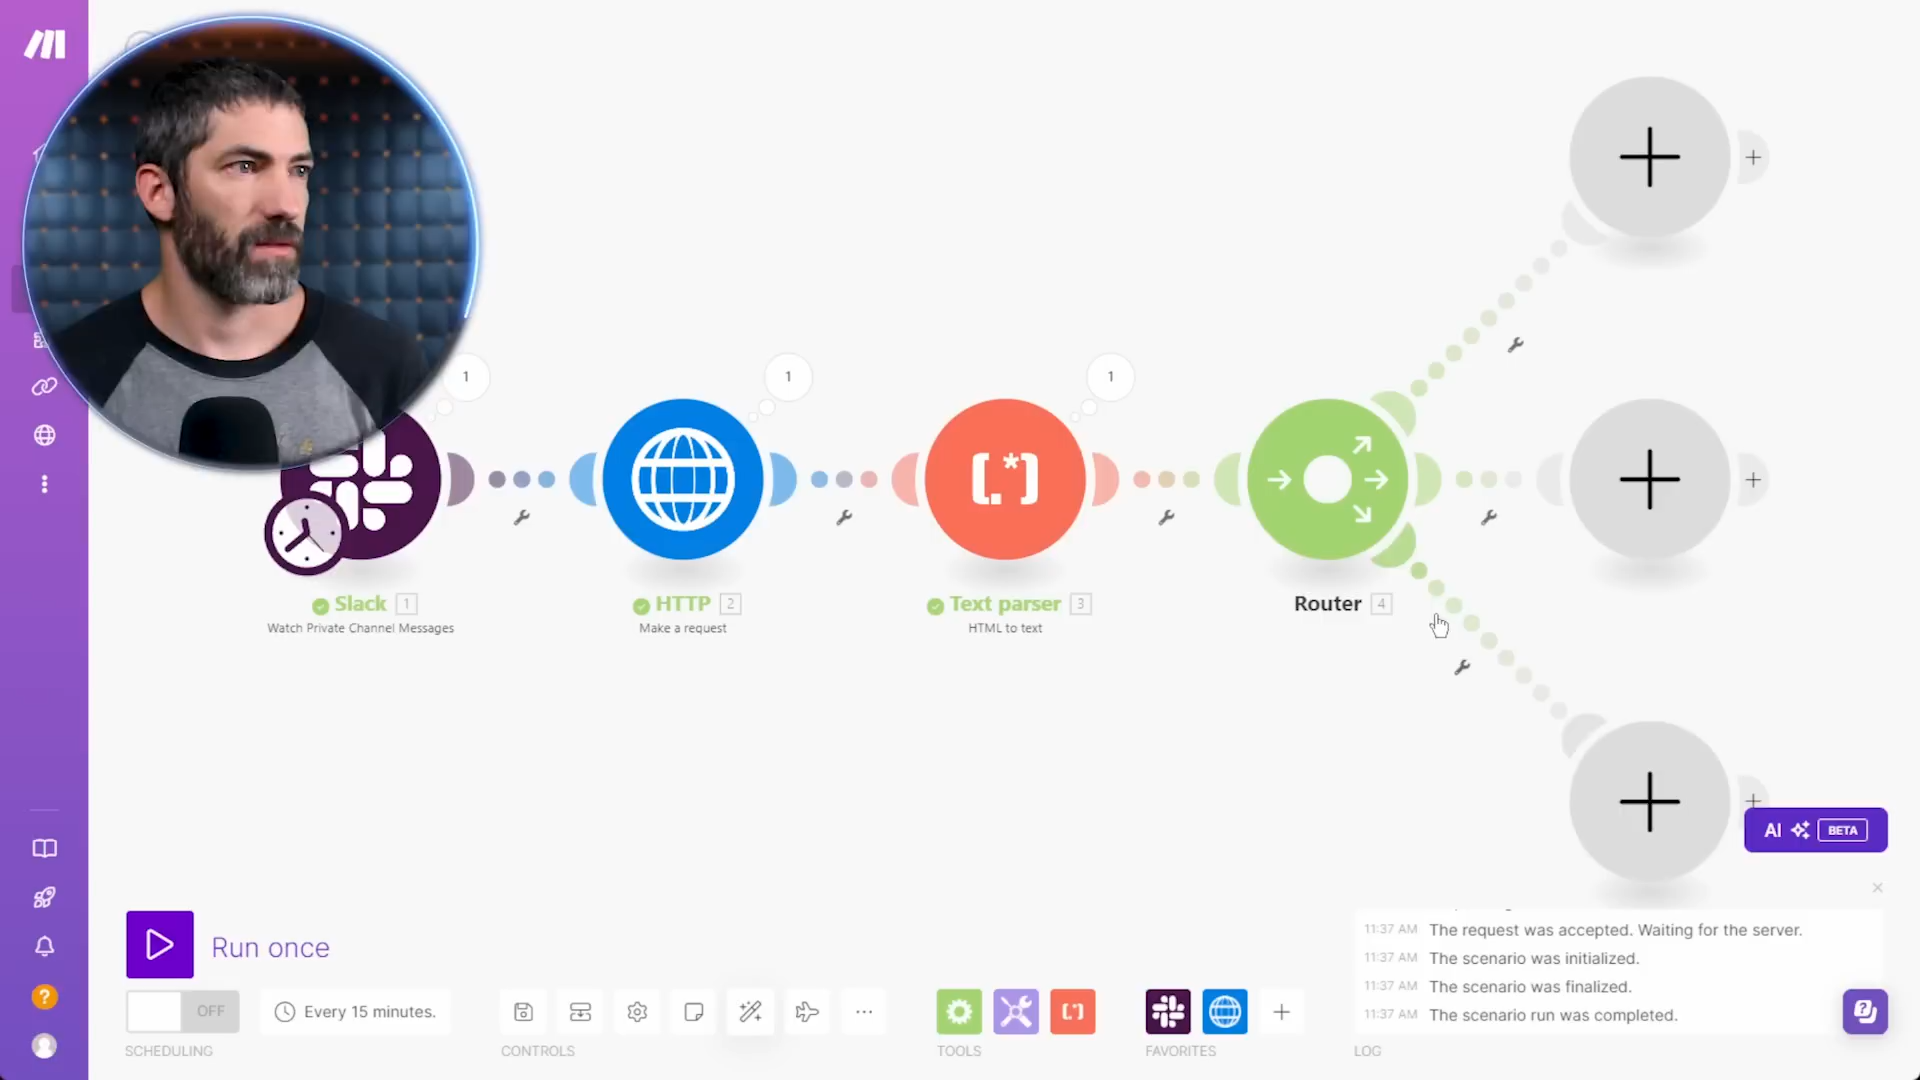 1
1
1
Slack 1
Watch Private Channel Messages
HTTP 2
Make a request
[.*)
Text parser 3
HTML to text
Router 4
AI BETA
Run once
OFF
Every 15 minutes.
SCHEDULING
CONTROLS
TOOLS
FAVORITES
11:37 AM The request was accepted. Waiting for the server.
11:37 AM The scenario was initialized.
11:37 AM The scenario was finalized.
11:37 AM The scenario run was completed.
LOG